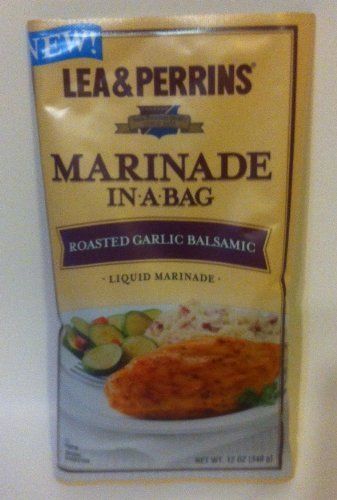 NEW!
LEA & PERRINS®
MARINADE
IN·A·BAG
ROASTED GARLIC BALSAMIC
· LIQUID MARINADE ·
NET WT. 12 OZ (340 g)